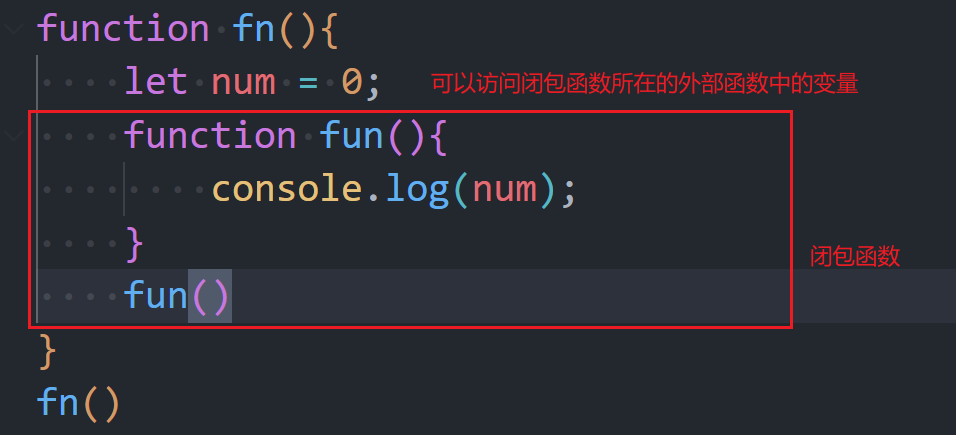 function fn(){
    let num = 0; 可以访问闭包函数所在的外部函数中的变量
    function fun(){
        console.log(num);
    }
闭包函数
    fun()
}
fn()